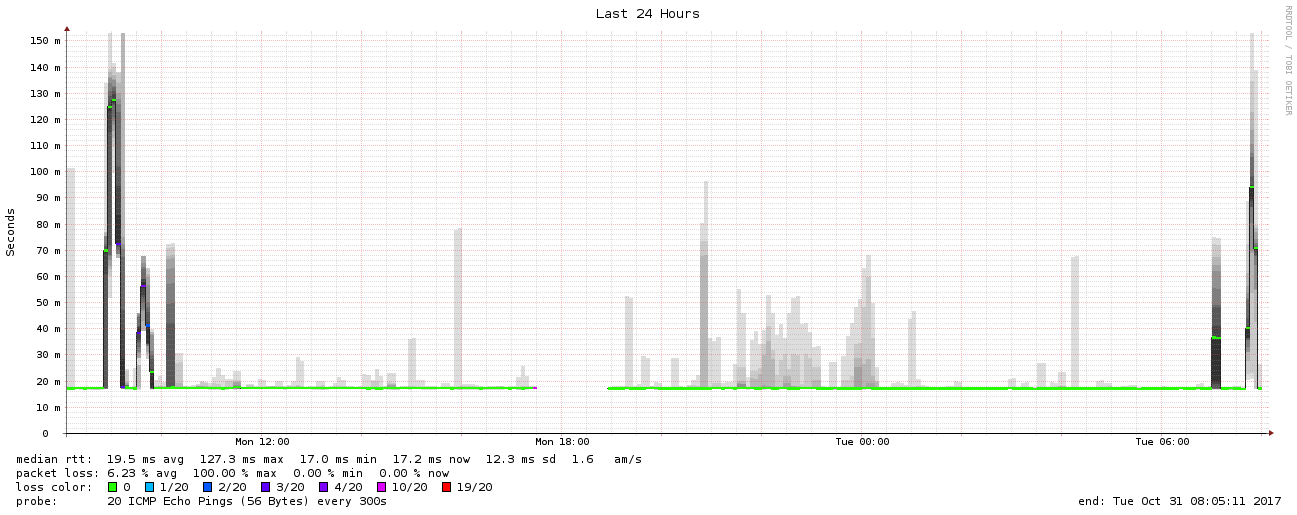 Last 24 Hours
RRDTOOL / TOBI OETIKER
Seconds
150 m
140 m
130 m
120 m
110 m
100 m
90 m
80 m
70 m
60 m
50 m
40 m
30 m
20 m
10 m
0
Mon 12:00 Mon 18:00 Tue 00:00 Tue 06:00
median rtt: 19.5 ms avg 127.3 ms max 17.0 ms min 17.2 ms now 12.3 ms sd 1.6 am/s
packet loss: 6.23 % avg 100.00 % max 0.00 % min 0.00 % now
loss color: 0 1/20 2/20 3/20 4/20 10/20 19/20
probe: 20 ICMP Echo Pings (56 Bytes) every 300s end: Tue Oct 31 08:05:11 2017